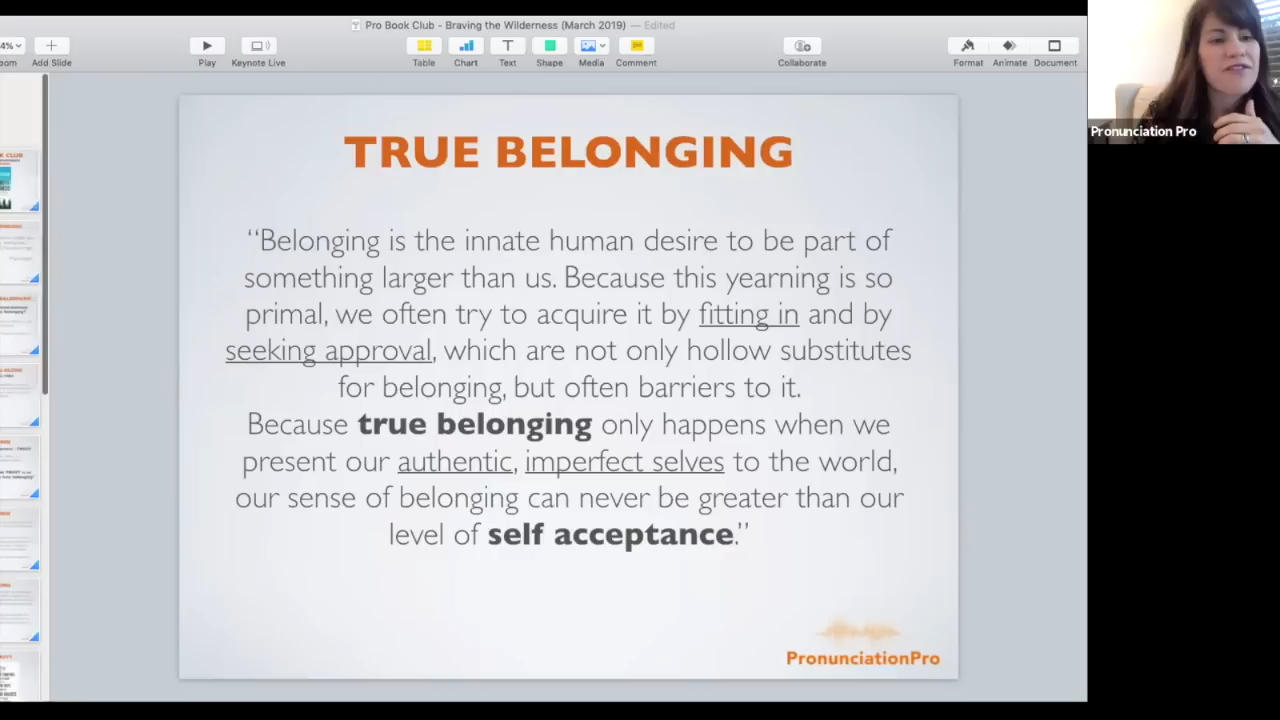 Pro Book Club - Braving the Wilderness (March 2019) — Edited
4%
oom
Add Slide
Play
Keynote Live
Table
Chart
Text
Shape
Media
Comment
Collaborate
Format
Animate
Document
Pronunciation Pro
TRUE BELONGING
“Belonging is the innate human desire to be part of
something larger than us. Because this yearning is so
primal, we often try to acquire it by fitting in and by
seeking approval, which are not only hollow substitutes
for belonging, but often barriers to it.
Because true belonging only happens when we
present our authentic, imperfect selves to the world,
our sense of belonging can never be greater than our
level of self acceptance.”
PronunciationPro
K CLUB